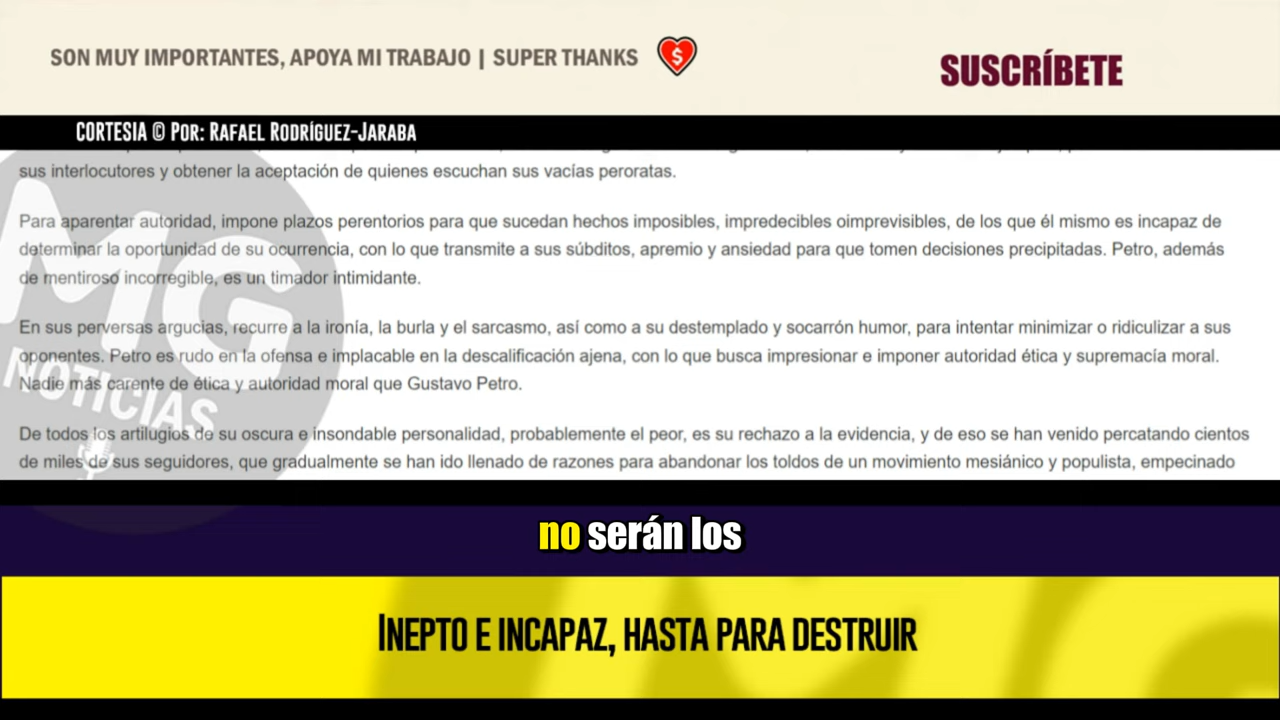 SON MUY IMPORTANTES, APOYA MI TRABAJO | SUPER THANKS
$
SUSCRÍBETE
CORTESIA © POR: RAFAEL RODRÍGUEZ-JARABA
sus interlocutores y obtener la aceptación de quienes escuchan sus vacías peroratas.
Para aparentar autoridad, impone plazos perentorios para que sucedan hechos imposibles, impredecibles oimprevisibles, de los que él mismo es incapaz de
determinar la oportunidad de su ocurrencia, con lo que transmite a sus súbditos, apremio y ansiedad para que tomen decisiones precipitadas. Petro, además
de mentiroso incorregible, es un timador intimidante.
En sus perversas argucias, recurre a la ironía, la burla y el sarcasmo, así como a su destemplado y socarrón humor, para intentar minimizar o ridiculizar a sus
oponentes. Petro es rudo en la ofensa e implacable en la descalificación ajena, con lo que busca impresionar e imponer autoridad ética y supremacía moral.
Nadie más carente de ética y autoridad moral que Gustavo Petro.
De todos los artilugios de su oscura e insondable personalidad, probablemente el peor, es su rechazo a la evidencia, y de eso se han venido percatando cientos
de miles de sus seguidores, que gradualmente se han ido llenado de razones para abandonar los toldos de un movimiento mesiánico y populista, empecinado
MG
NOTICIAS
no serán los
INEPTO E INCAPAZ, HASTA PARA DESTRUIR